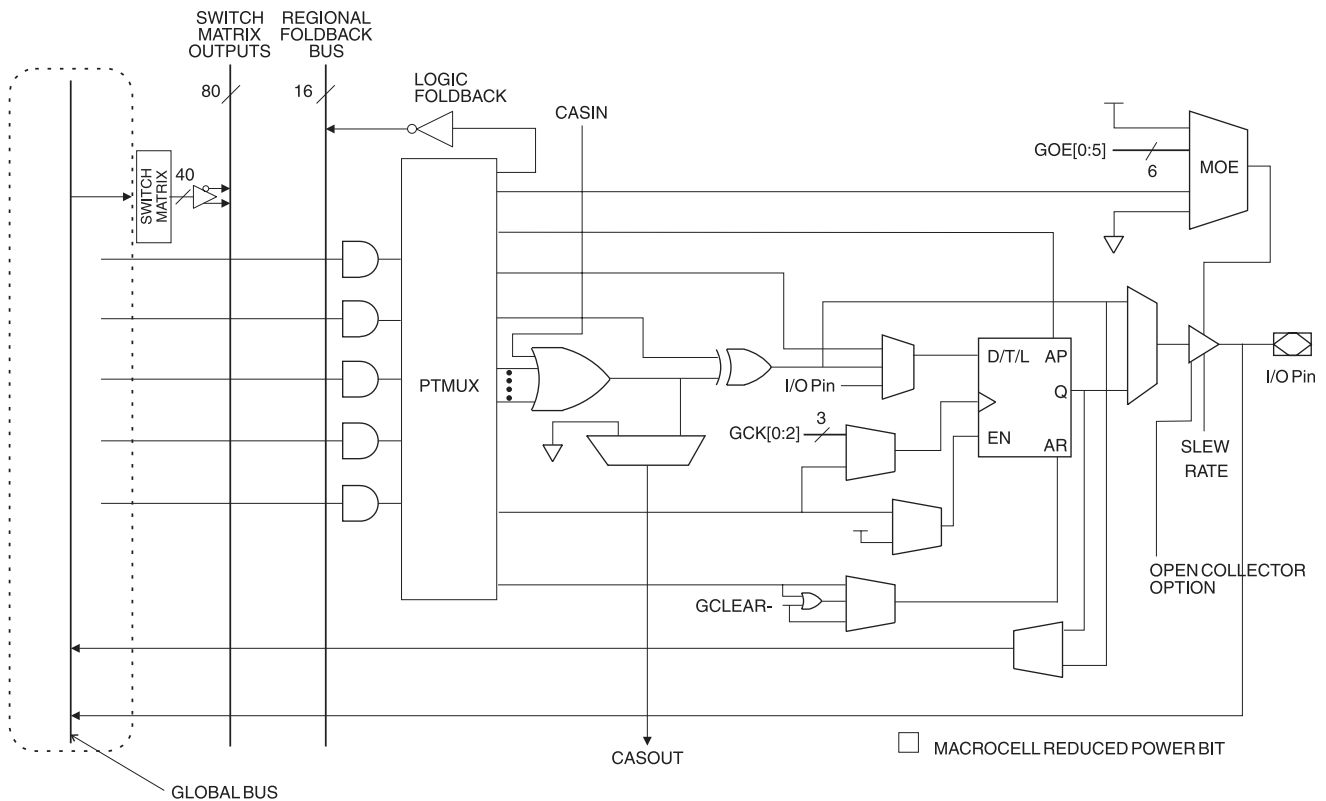 SWITCH
MATRIX
OUTPUTS
REGIONAL
FOLDBACK
BUS
80
16
LOGIC
FOLDBACK
CASIN
GOE[0:5]
6
MOE
SWITCH
MATRIX
40
PTMUX
I/O Pin
D/T/L AP
Q
EN
AR
GCK[0:2]
3
I/O Pin
SLEW
RATE
OPEN COLLECTOR
OPTION
GCLEAR-
CASOUT
MACROCELL REDUCED POWER BIT
GLOBAL BUS